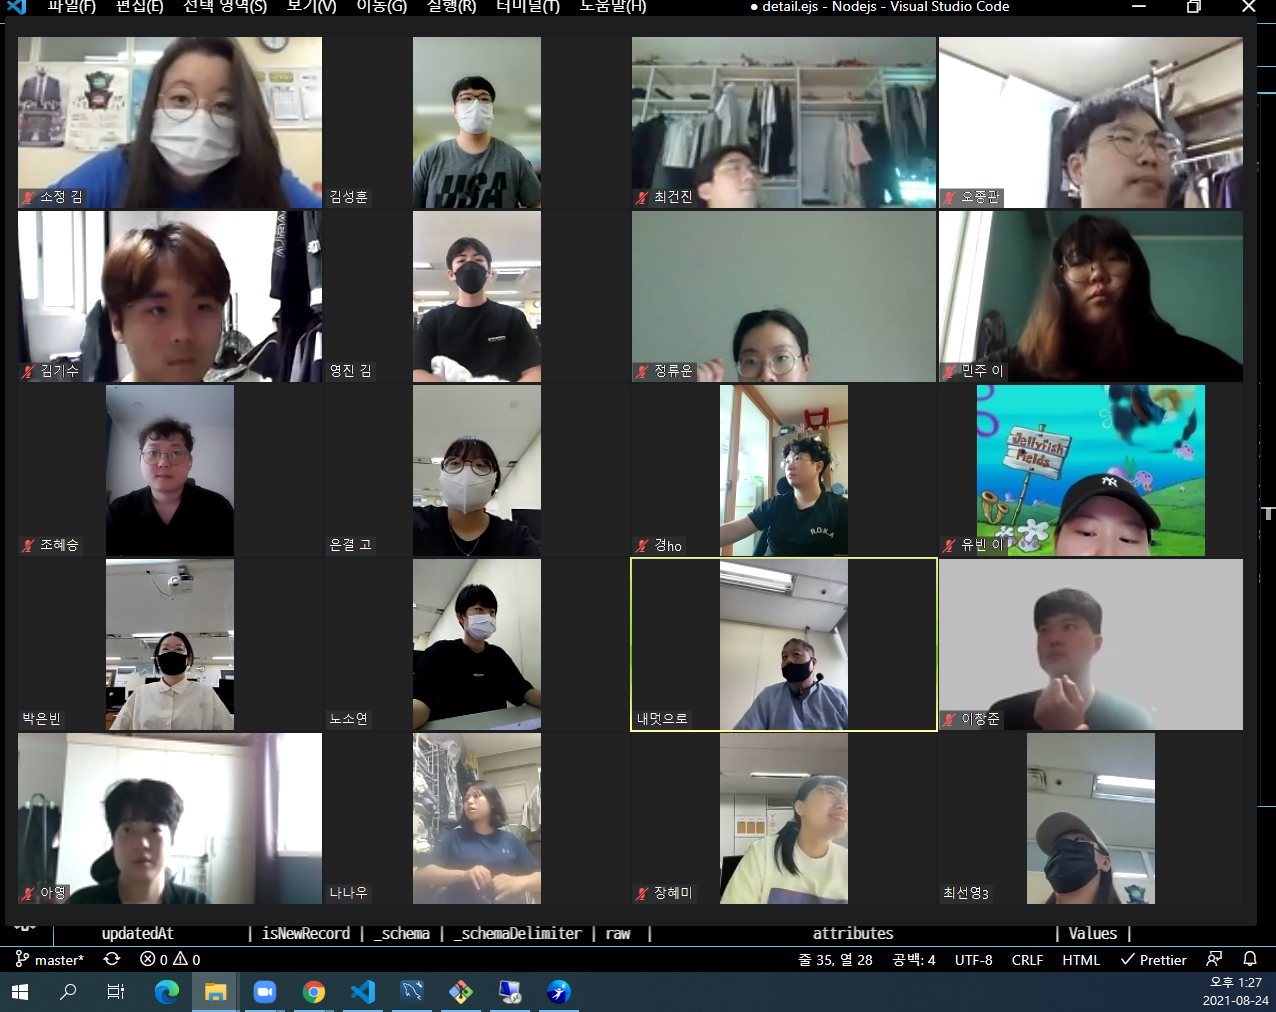 파일(F) 편집(E) 선택 영역(S) 보기(V) 이동(G) 실행(R) 터미널(T) 도움말(H) ● detail.ejs - Nodejs - Visual Studio Code
소정 김
김성훈
최건진
오종관
USA
김기수
영진 김
정류운
민주 이
Jellyfish
Fields
NY
R.O.K.A
조혜승
은결 고
경ho
유빈 이
박은빈
노소연
내멋으로
이창준
아영
나나우
장혜미
최선영3
updatedAt | isNewRecord | _schema | _schemaDelimiter | raw | attributes | Values |
master* 0 0 줄 35, 열 28 공백: 4 UTF-8 CRLF HTML Prettier
오후 1:27
2021-08-24